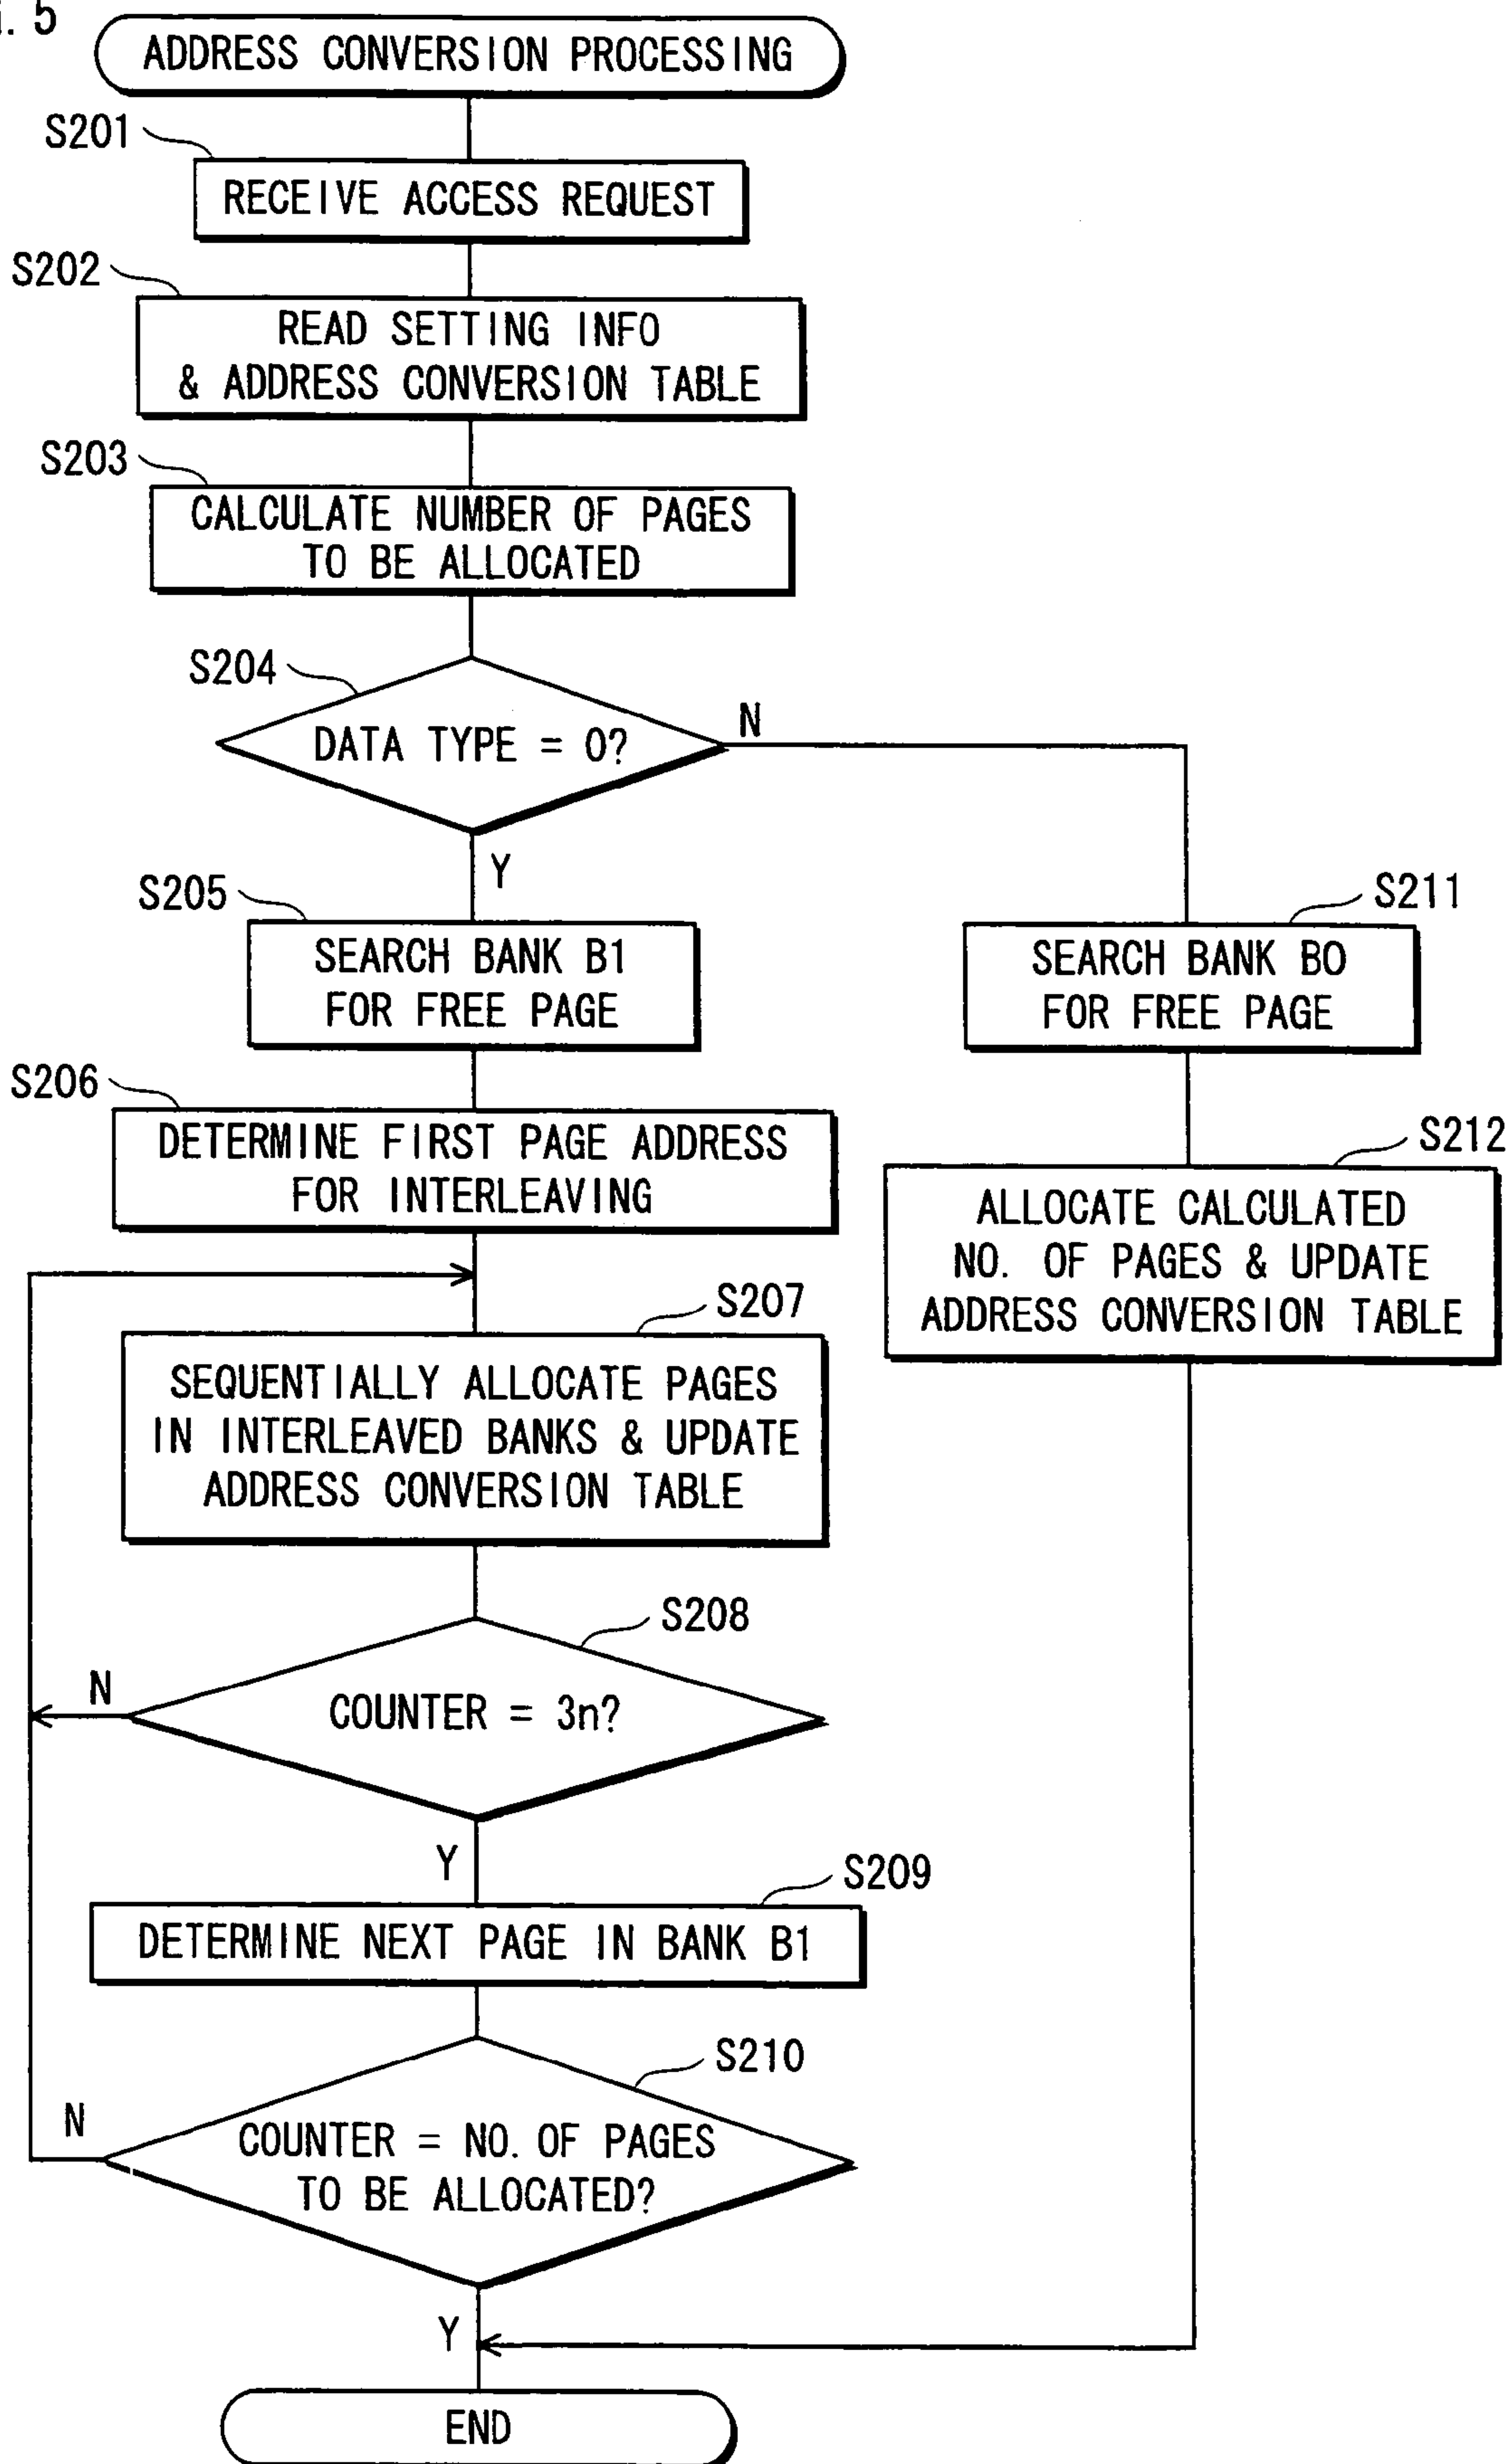 . 5
ADDRESS CONVERSION PROCESSING
S201
RECEIVE ACCESS REQUEST
S202
READ SETTING INFO
& ADDRESS CONVERSION TABLE
S203
CALCULATE NUMBER OF PAGES
TO BE ALLOCATED
S204
DATA TYPE = 0?
N
Y
S205
SEARCH BANK B1
FOR FREE PAGE
S211
SEARCH BANK B0
FOR FREE PAGE
S206
DETERMINE FIRST PAGE ADDRESS
FOR INTERLEAVING
S212
ALLOCATE CALCULATED
NO. OF PAGES & UPDATE
ADDRESS CONVERSION TABLE
S207
SEQUENTIALLY ALLOCATE PAGES
IN INTERLEAVED BANKS & UPDATE
ADDRESS CONVERSION TABLE
S208
N
COUNTER = 3n?
Y
S209
DETERMINE NEXT PAGE IN BANK B1
S210
N
COUNTER = NO. OF PAGES
TO BE ALLOCATED?
Y
END